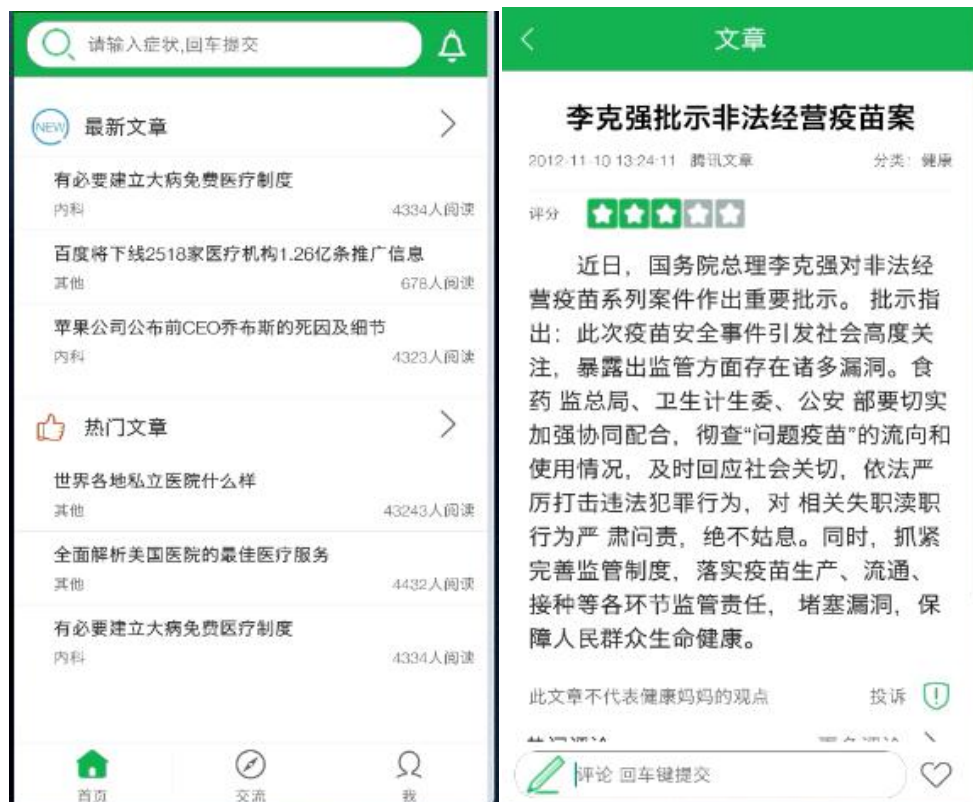 请输入症状,回车提交
NEW 最新文章
有必要建立大病免费医疗制度
内科 4334人阅读
百度将下线2518家医疗机构1.26亿条推广信息
其他 678人阅读
苹果公司公布前CEO乔布斯的死因及细节
内科 4323人阅读
热门文章
世界各地私立医院什么样
其他 43243人阅读
全面解析美国医院的最佳医疗服务
其他 4432人阅读
有必要建立大病免费医疗制度
内科 4334人阅读
首页 交流 我
文章
李克强批示非法经营疫苗案
2012-11-10 13:24:11 腾讯文章 分类：健康
评分
近日，国务院总理李克强对非法经
营疫苗系列案件作出重要批示。 批示指
出：此次疫苗安全事件引发社会高度关
注，暴露出监管方面存在诸多漏洞。食
药 监总局、卫生计生委、公安 部要切实
加强协同配合，彻查“问题疫苗”的流向和
使用情况，及时回应社会关切，依法严
厉打击违法犯罪行为，对 相关失职渎职
行为严 肃问责，绝不姑息。同时，抓紧
完善监管制度，落实疫苗生产、流通、
接种等各环节监管责任， 堵塞漏洞，保
障人民群众生命健康。
此文章不代表健康妈妈的观点 投诉
评论 回车键提交